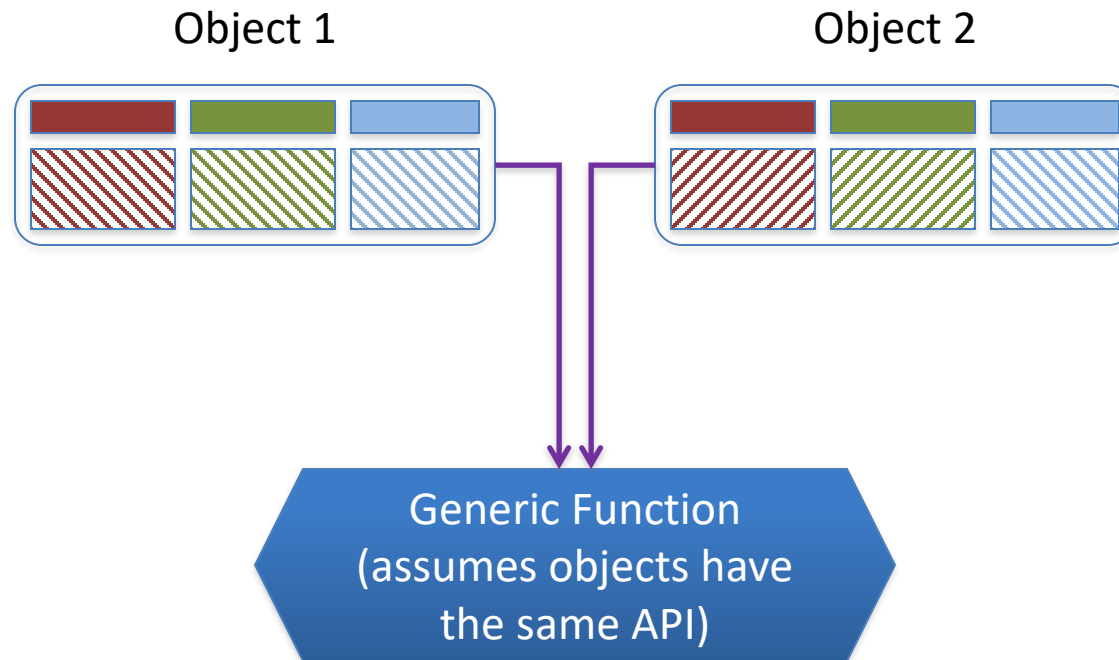 Object 1
Object 2
Generic Function
(assumes objects have
the same API)